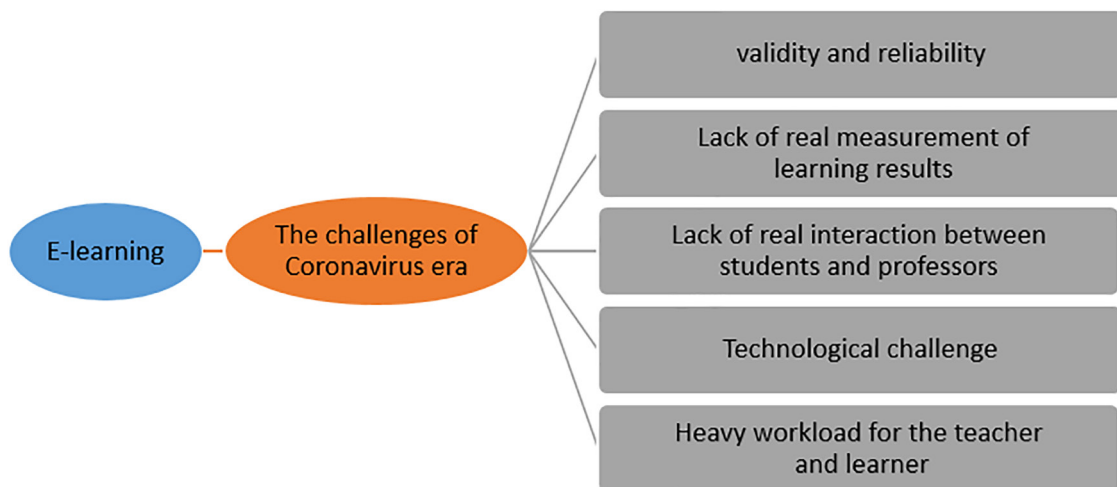 E-learning
The challenges of
Coronavirus era
validity and reliability
Lack of real measurement of
learning results
Lack of real interaction between
students and professors
Technological challenge
Heavy workload for the teacher
and learner